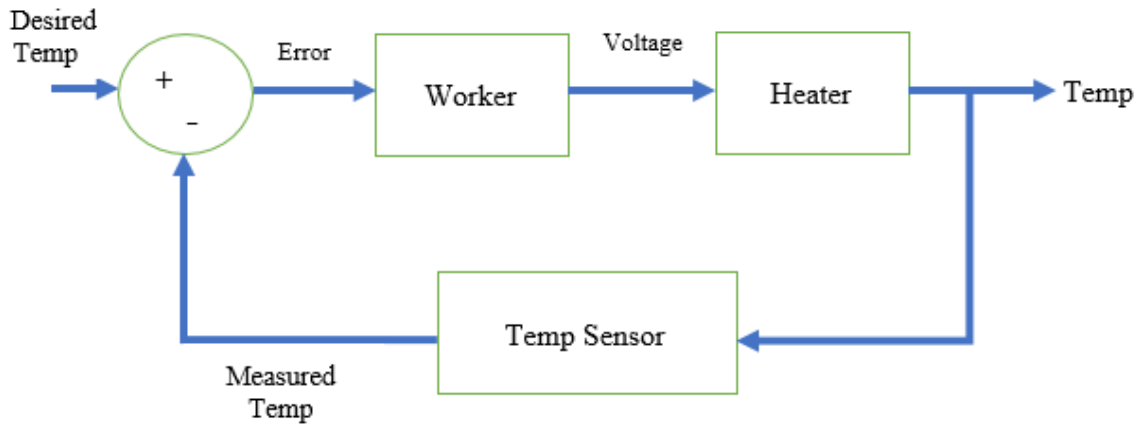 Desired
Temp
+
-
Error
Worker
Voltage
Heater
Temp
Temp Sensor
Measured
Temp